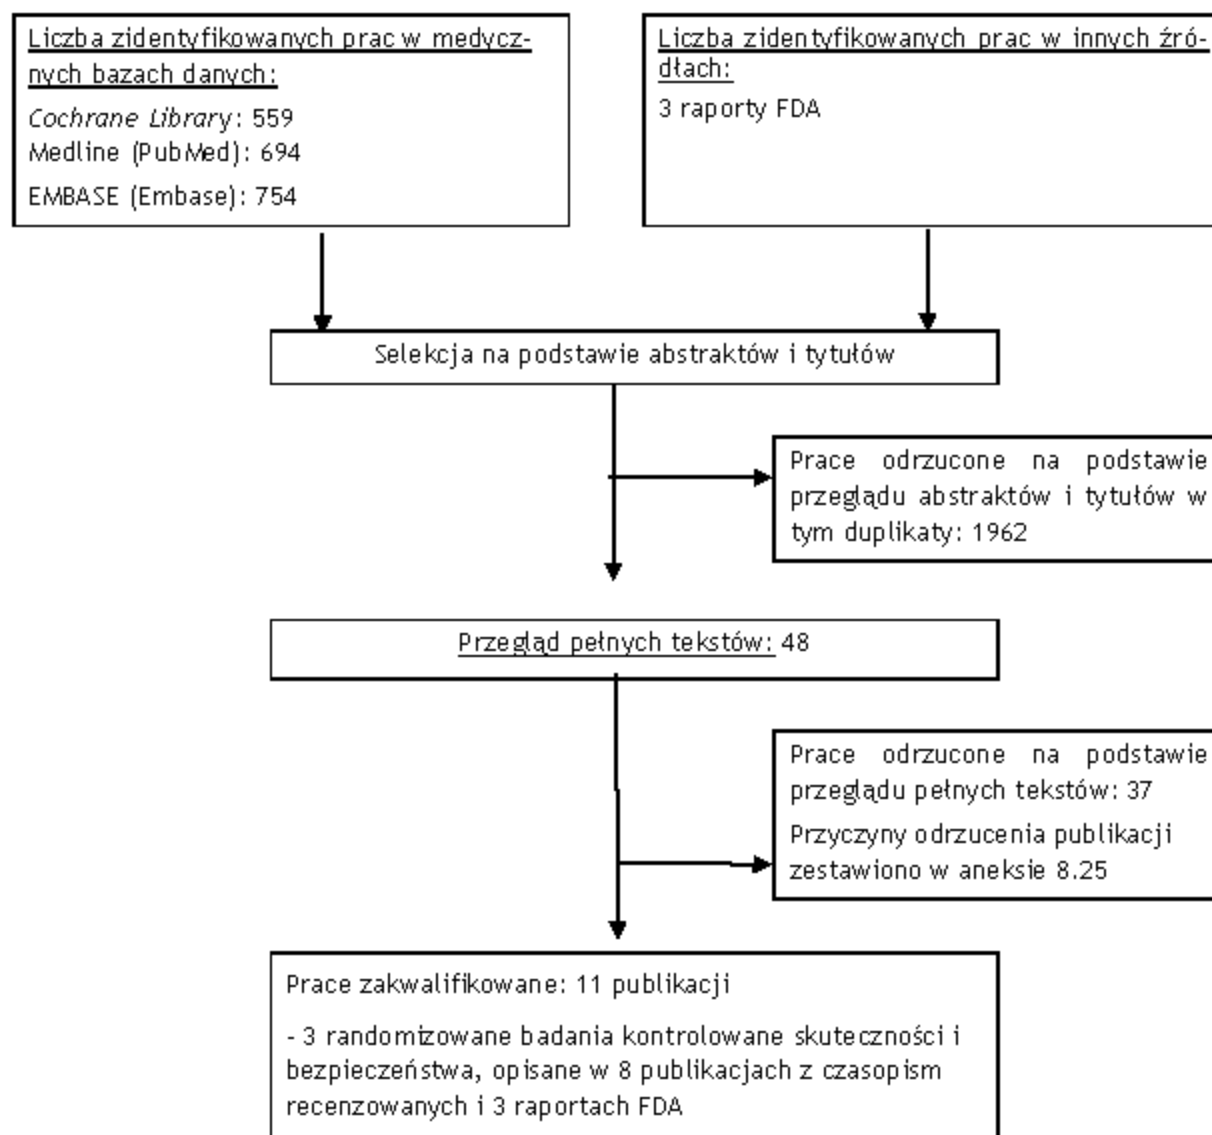 Liczba zidentyfikowanych prac w medycz-
nych bazach danych:
Cochrane Library: 559
Medline (PubMed): 694
EMBASE (Embase): 754
Liczba zidentyfikowanych prac w innych źró-
dłach:
3 raporty FDA
Selekcja na podstawie abstraktów i tytułów
Prace odrzucone na podstawie
przeglądu abstraktów i tytułów w
tym duplikaty: 1962
Przegląd pełnych tekstów: 48
Prace odrzucone na podstawie
przeglądu pełnych tekstów: 37
Przyczyny odrzucenia publikacji
zestawiono w aneksie 8.25
Prace zakwalifikowane: 11 publikacji
- 3 randomizowane badania kontrolowane skuteczności i
bezpieczeństwa, opisane w 8 publikacjach z czasopism
recenzowanych i 3 raportach FDA